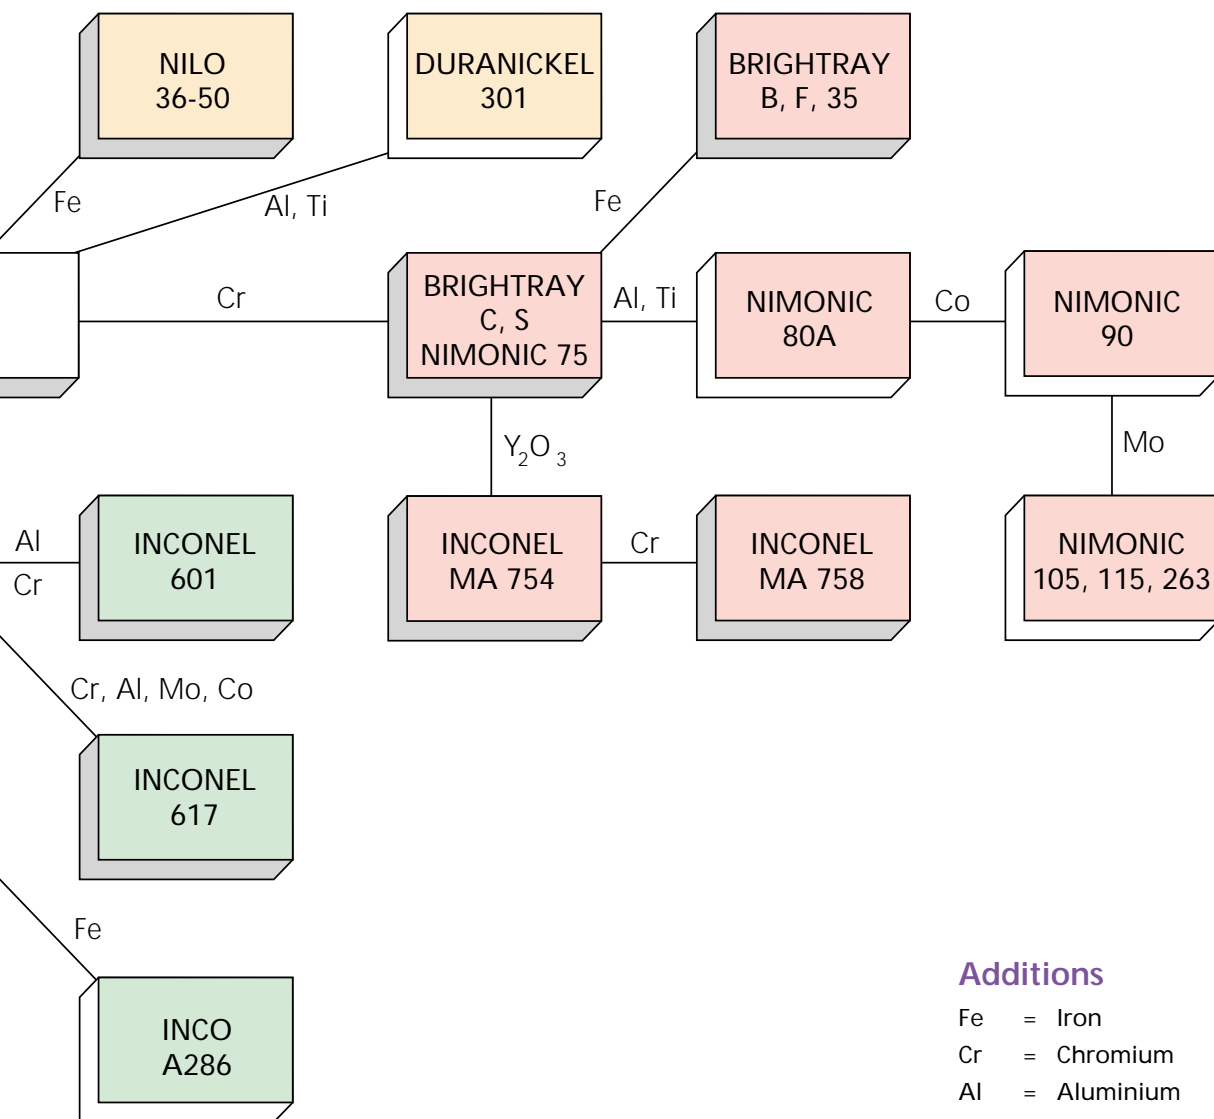 NILO
36-50
DURANICKEL
301
BRIGHTRAY
B, F, 35
Fe
Al, Ti
Fe
Cr
BRIGHTRAY
C, S
NIMONIC 75
Al, Ti
NIMONIC
80A
Co
NIMONIC
90
Y₂O₃
Mo
Al
Cr
INCONEL
601
INCONEL
MA 754
Cr
INCONEL
MA 758
NIMONIC
105, 115, 263
Cr, Al, Mo, Co
INCONEL
617
Fe
INCO
A286
Additions
Fe = Iron
Cr = Chromium
Al = Aluminium